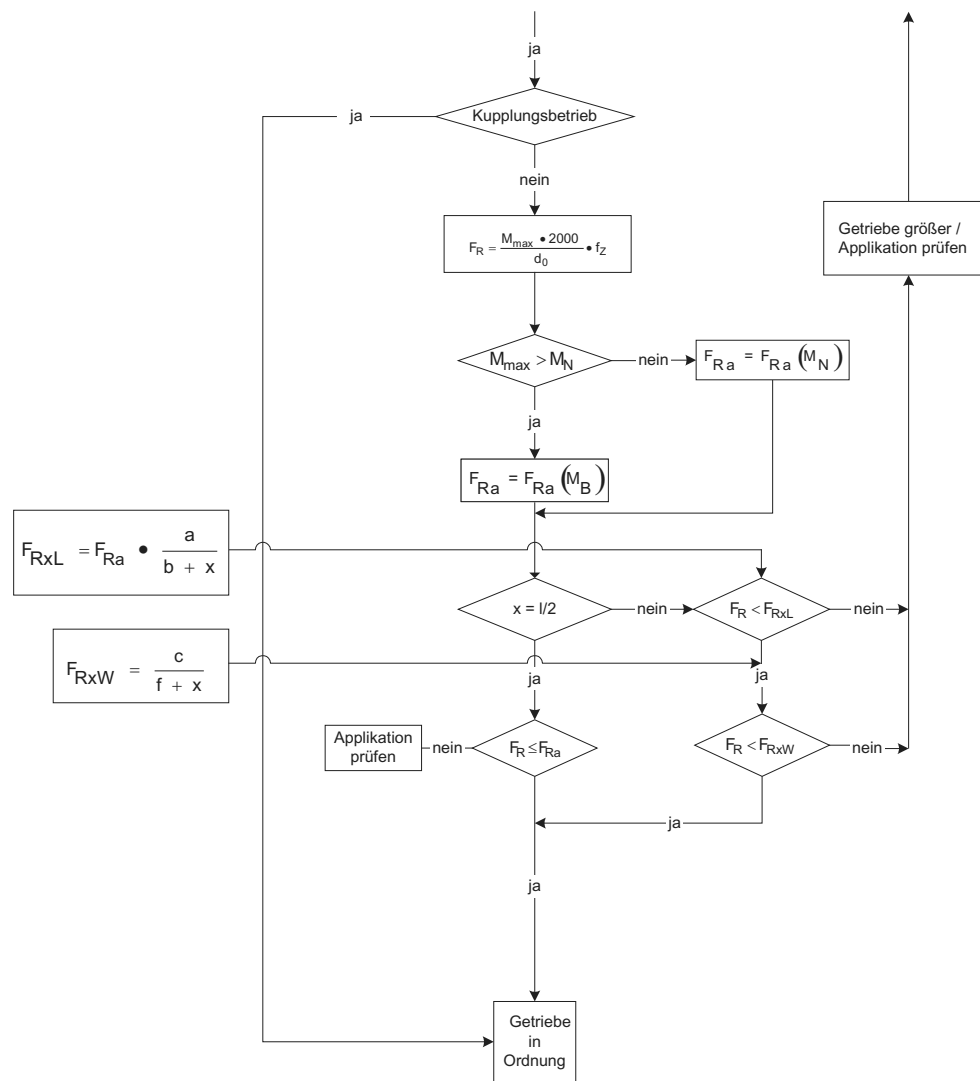 ja
ja
Kupplungsbetrieb
nein
F_R = M_max • 2000 / d_0 • f_Z
Getriebe größer /
Applikation prüfen
M_max > M_N
nein
F_Ra = F_Ra (M_N)
ja
F_Ra = F_Ra (M_B)
F_RxL = F_Ra • a / b + x
x = l/2
nein
F_R < F_RxL
nein
F_RxW = c / f + x
ja
ja
Applikation
prüfen
nein
F_R ≤ F_Ra
F_R < F_RxW
nein
ja
ja
Getriebe
in
Ordnung